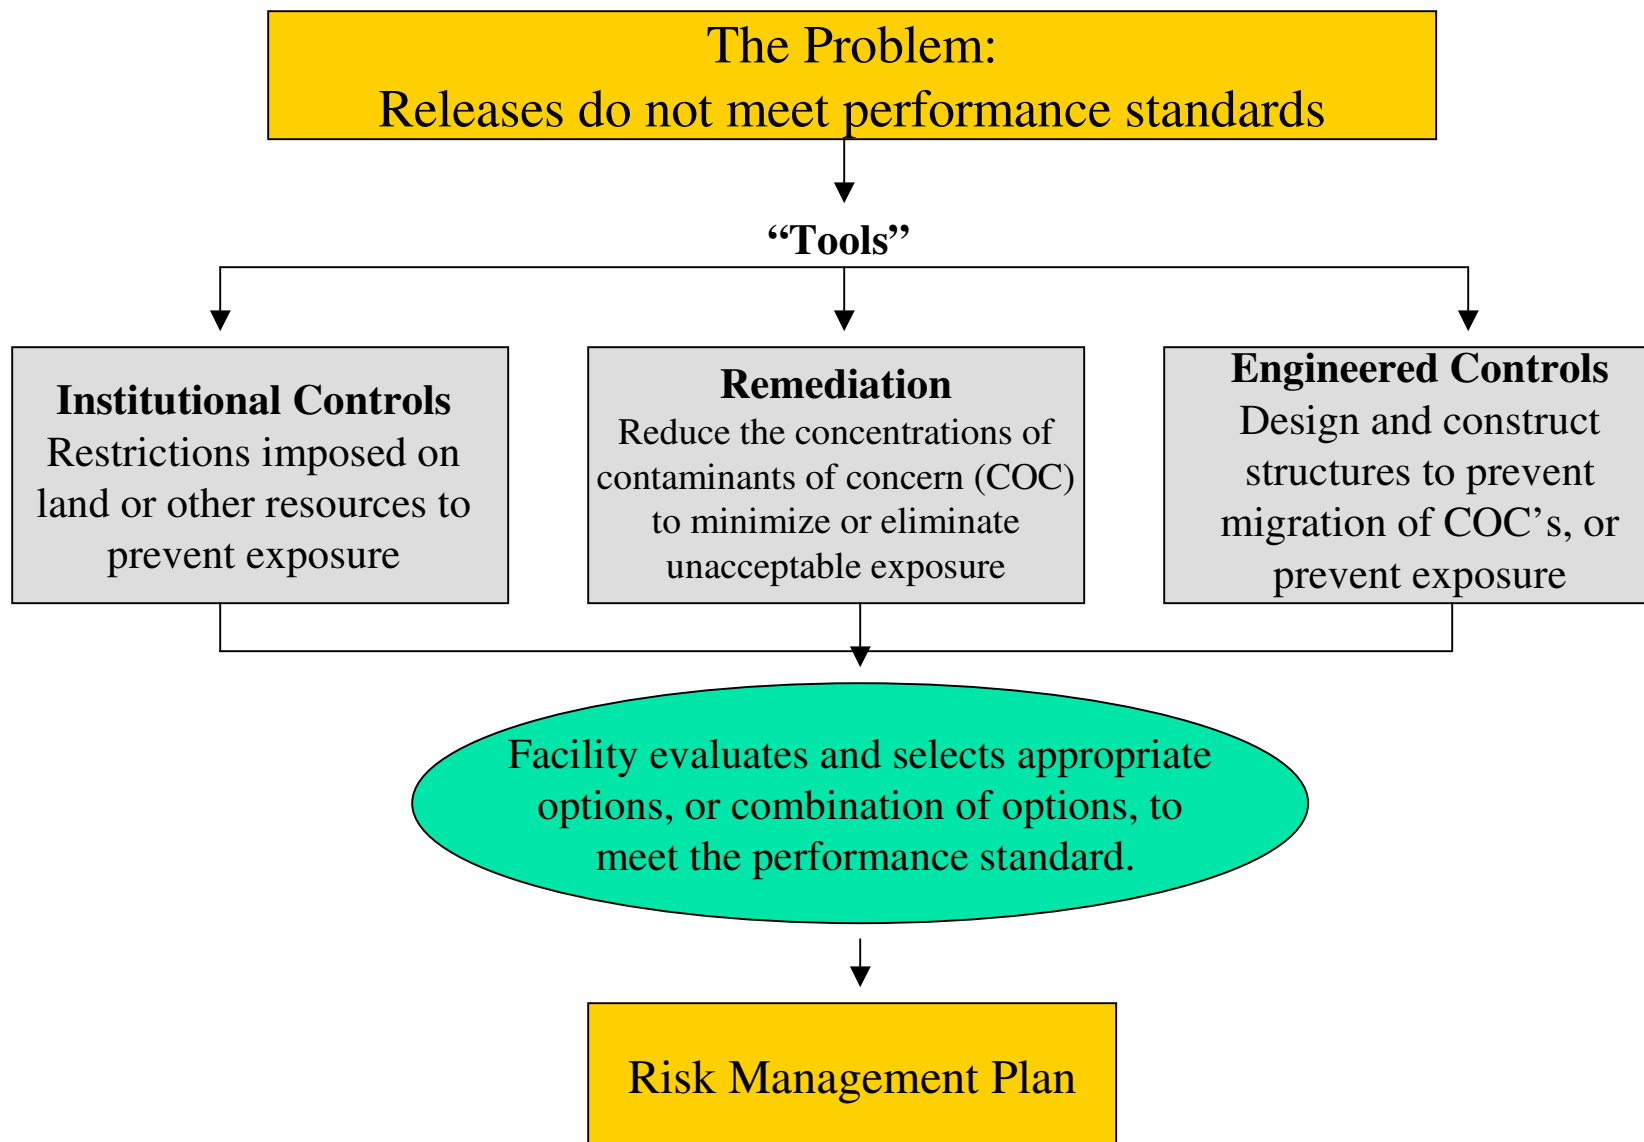 The Problem:
Releases do not meet performance standards
“Tools”
Institutional Controls
Restrictions imposed on
land or other resources to
prevent exposure
Remediation
Reduce the concentrations of
contaminants of concern (COC)
to minimize or eliminate
unacceptable exposure
Engineered Controls
Design and construct
structures to prevent
migration of COC’s, or
prevent exposure
Facility evaluates and selects appropriate
options, or combination of options, to
meet the performance standard.
Risk Management Plan